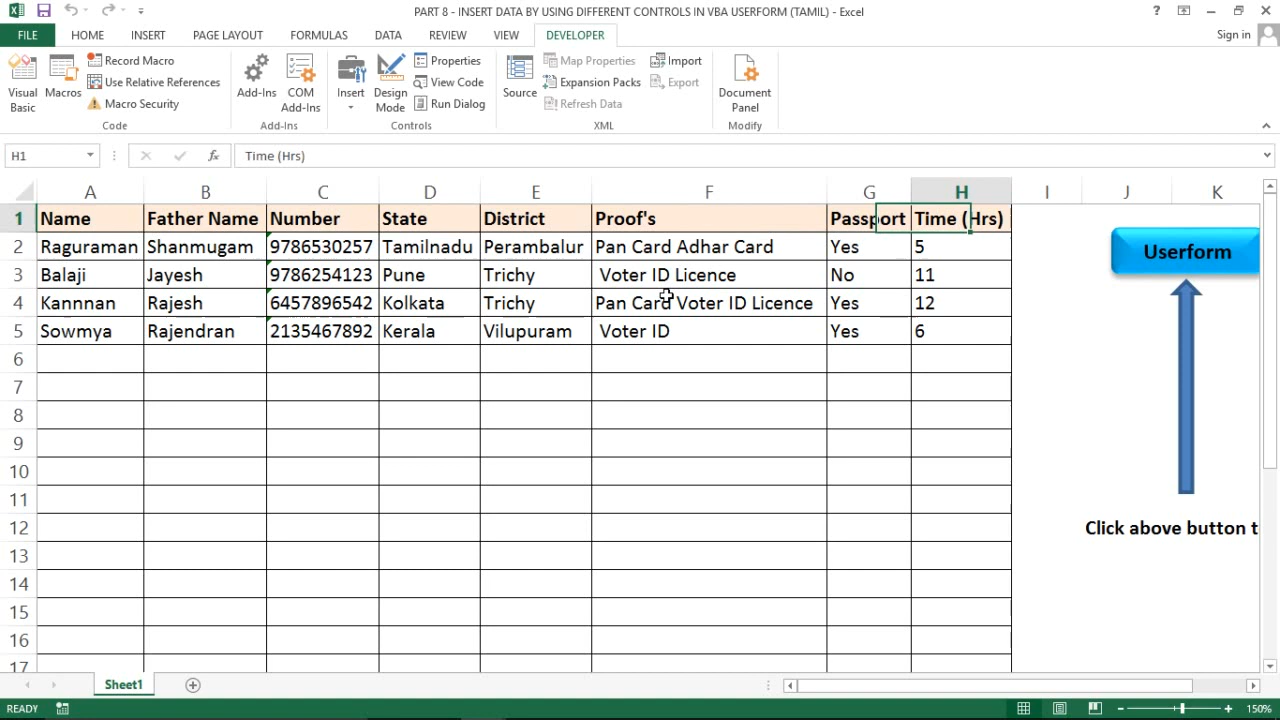 PART 8 - INSERT DATA BY USING DIFFERENT CONTROLS IN VBA USERFORM (TAMIL) - Excel
?
FILE HOME INSERT PAGE LAYOUT FORMULAS DATA REVIEW VIEW DEVELOPER Sign in
Visual Basic
Macros
Record Macro
Use Relative References
Macro Security
Code
Add-Ins
COM Add-Ins
Add-Ins
Insert
Design Mode
Properties
View Code
Run Dialog
Controls
Source
Map Properties
Expansion Packs
Refresh Data
Import
Export
XML
Document Panel
Modify
H1 fx Time (Hrs)
A B C D E F G H I J K
1 Name Father Name Number State District Proof's Passport Time (Hrs)
2 Raguraman Shanmugam 9786530257 Tamilnadu Perambalur Pan Card Adhar Card Yes 5
3 Balaji Jayesh 9786254123 Pune Trichy Voter ID Licence No 11
4 Kannnan Rajesh 6457896542 Kolkata Trichy Pan Card Voter ID Licence Yes 12
5 Sowmya Rajendran 2135467892 Kerala Vilupuram Voter ID Yes 6
6
7
8
9
10
11
12
13
14
15
16
17
Userform
Click above button t
Sheet1
READY 150%